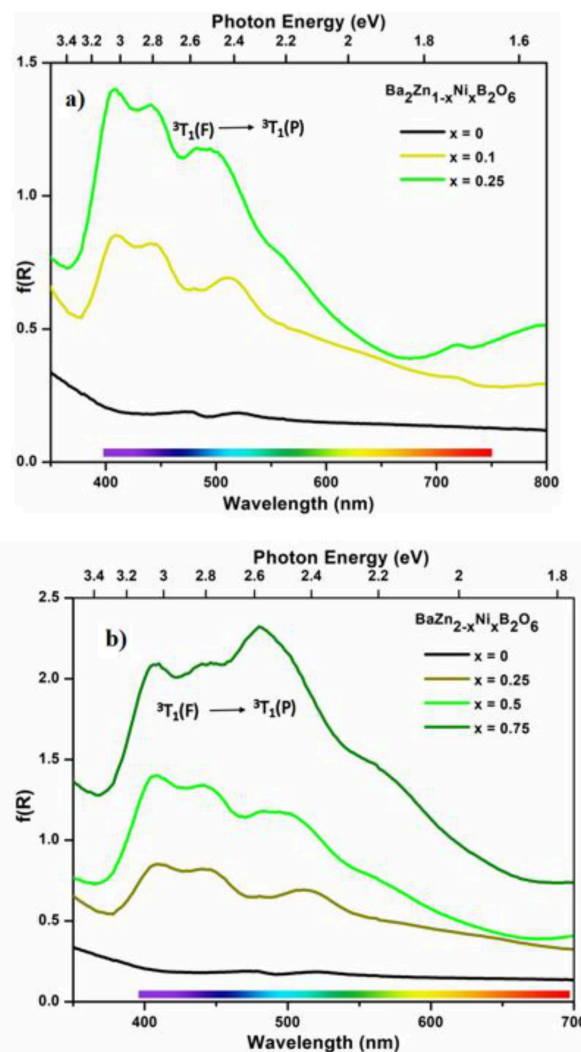 Photon Energy (eV)
3.4 3.2 3 2.8 2.6 2.4 2.2 2 1.8 1.6
a)
Ba₂Zn₁₋ₓNiₓB₂O₆
³T₁(F) → ³T₁(P)
x = 0
x = 0.1
x = 0.25
1.5
1.0
0.5
0.0
f(R)
400 500 600 700 800
Wavelength (nm)
Photon Energy (eV)
3.4 3.2 3 2.8 2.6 2.4 2.2 2 1.8
b)
BaZn₂₋ₓNiₓB₂O₆
x = 0
x = 0.25
x = 0.5
x = 0.75
³T₁(F) → ³T₁(P)
2.5
2.0
1.5
1.0
0.5
0.0
f(R)
400 500 600 700
Wavelength (nm)